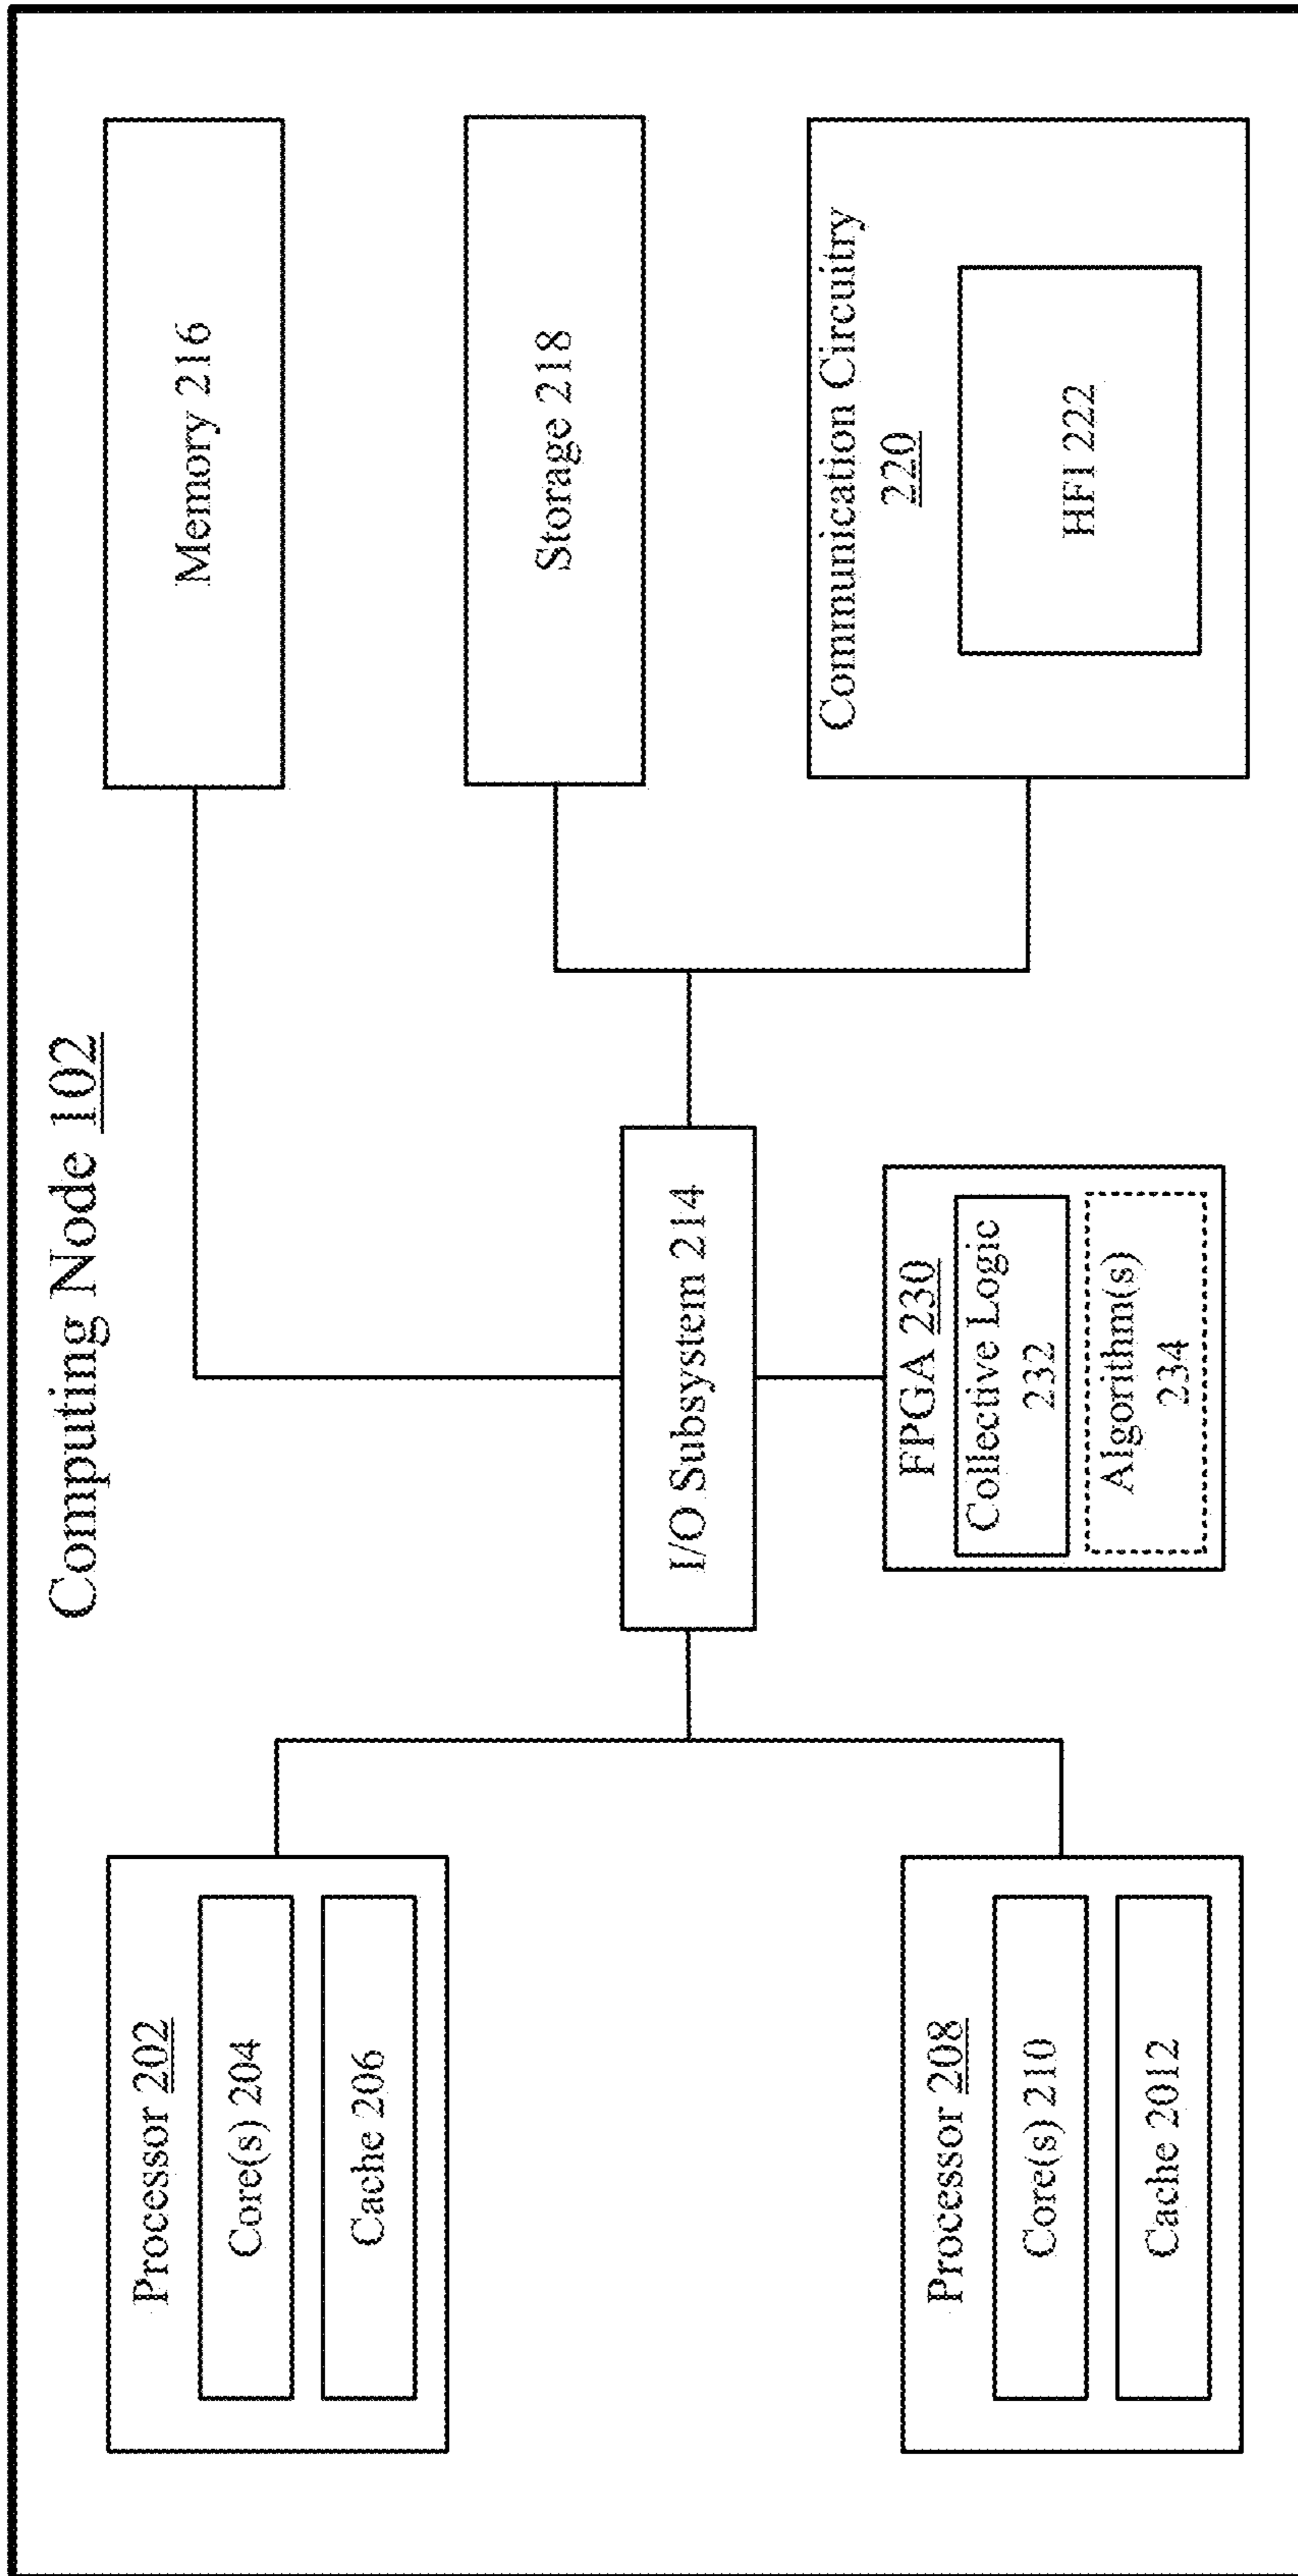 Computing Node 102
Processor 202
Core(s) 204
Cache 206
Processor 208
Core(s) 210
Cache 2012
I/O Subsystem 214
FPGA 230
Collective Logic
232
Algorithm(s)
234
Memory 216
Storage 218
Communication Circuitry
220
HFI 222